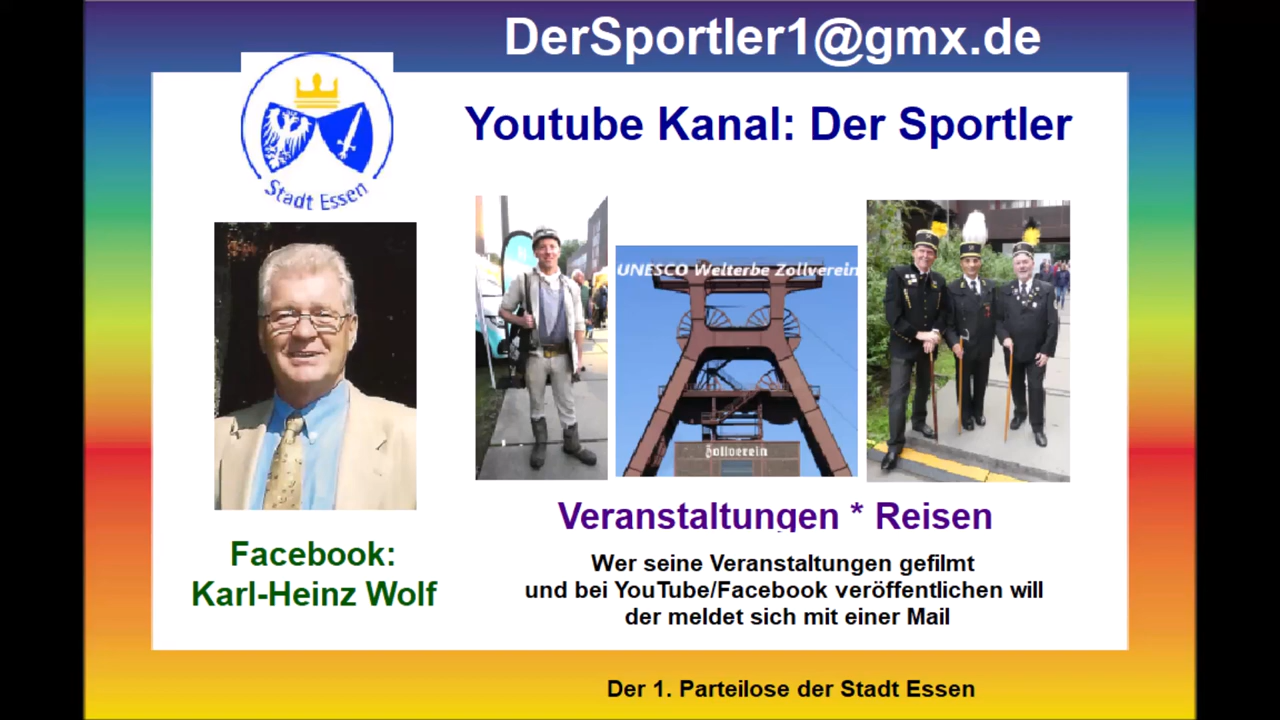 DerSportler1@gmx.de
Youtube Kanal: Der Sportler
Stadt Essen
UNESCO Welterbe Zollverein
Zollverein
Veranstaltungen * Reisen
Facebook:
Karl-Heinz Wolf
Wer seine Veranstaltungen gefilmt
und bei YouTube/Facebook veröffentlichen will
der meldet sich mit einer Mail
Der 1. Parteilose der Stadt Essen